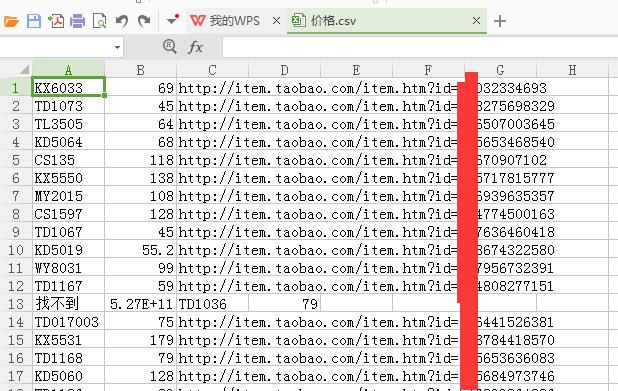 我的WPS × 价格.csv × +
fx
A B C D E F G H
1 KX6033 69 http://item.taobao.com/item.htm?id= 032334693
2 TD1073 45 http://item.taobao.com/item.htm?id= 3275698329
3 TL3505 64 http://item.taobao.com/item.htm?id= 6507003645
4 KD5064 68 http://item.taobao.com/item.htm?id= 5653468540
5 CS135 118 http://item.taobao.com/item.htm?id= 670907102
6 KX5550 138 http://item.taobao.com/item.htm?id= 5717815777
7 MY2015 108 http://item.taobao.com/item.htm?id= 6939635357
8 CS1597 128 http://item.taobao.com/item.htm?id= 4774500163
9 TD1067 45 http://item.taobao.com/item.htm?id= 7636460418
10 KD5019 55.2 http://item.taobao.com/item.htm?id= 3674322580
11 WY8031 99 http://item.taobao.com/item.htm?id= 7956732391
12 TD1167 59 http://item.taobao.com/item.htm?id= 4808277151
13 找不到 5.27E+11 TD1036 79
14 TD017003 75 http://item.taobao.com/item.htm?id= 6441526381
15 KX5531 179 http://item.taobao.com/item.htm?id= 3784418570
16 TD1168 79 http://item.taobao.com/item.htm?id= 5653636083
17 KD5060 128 http://item.taobao.com/item.htm?id= 5684973746